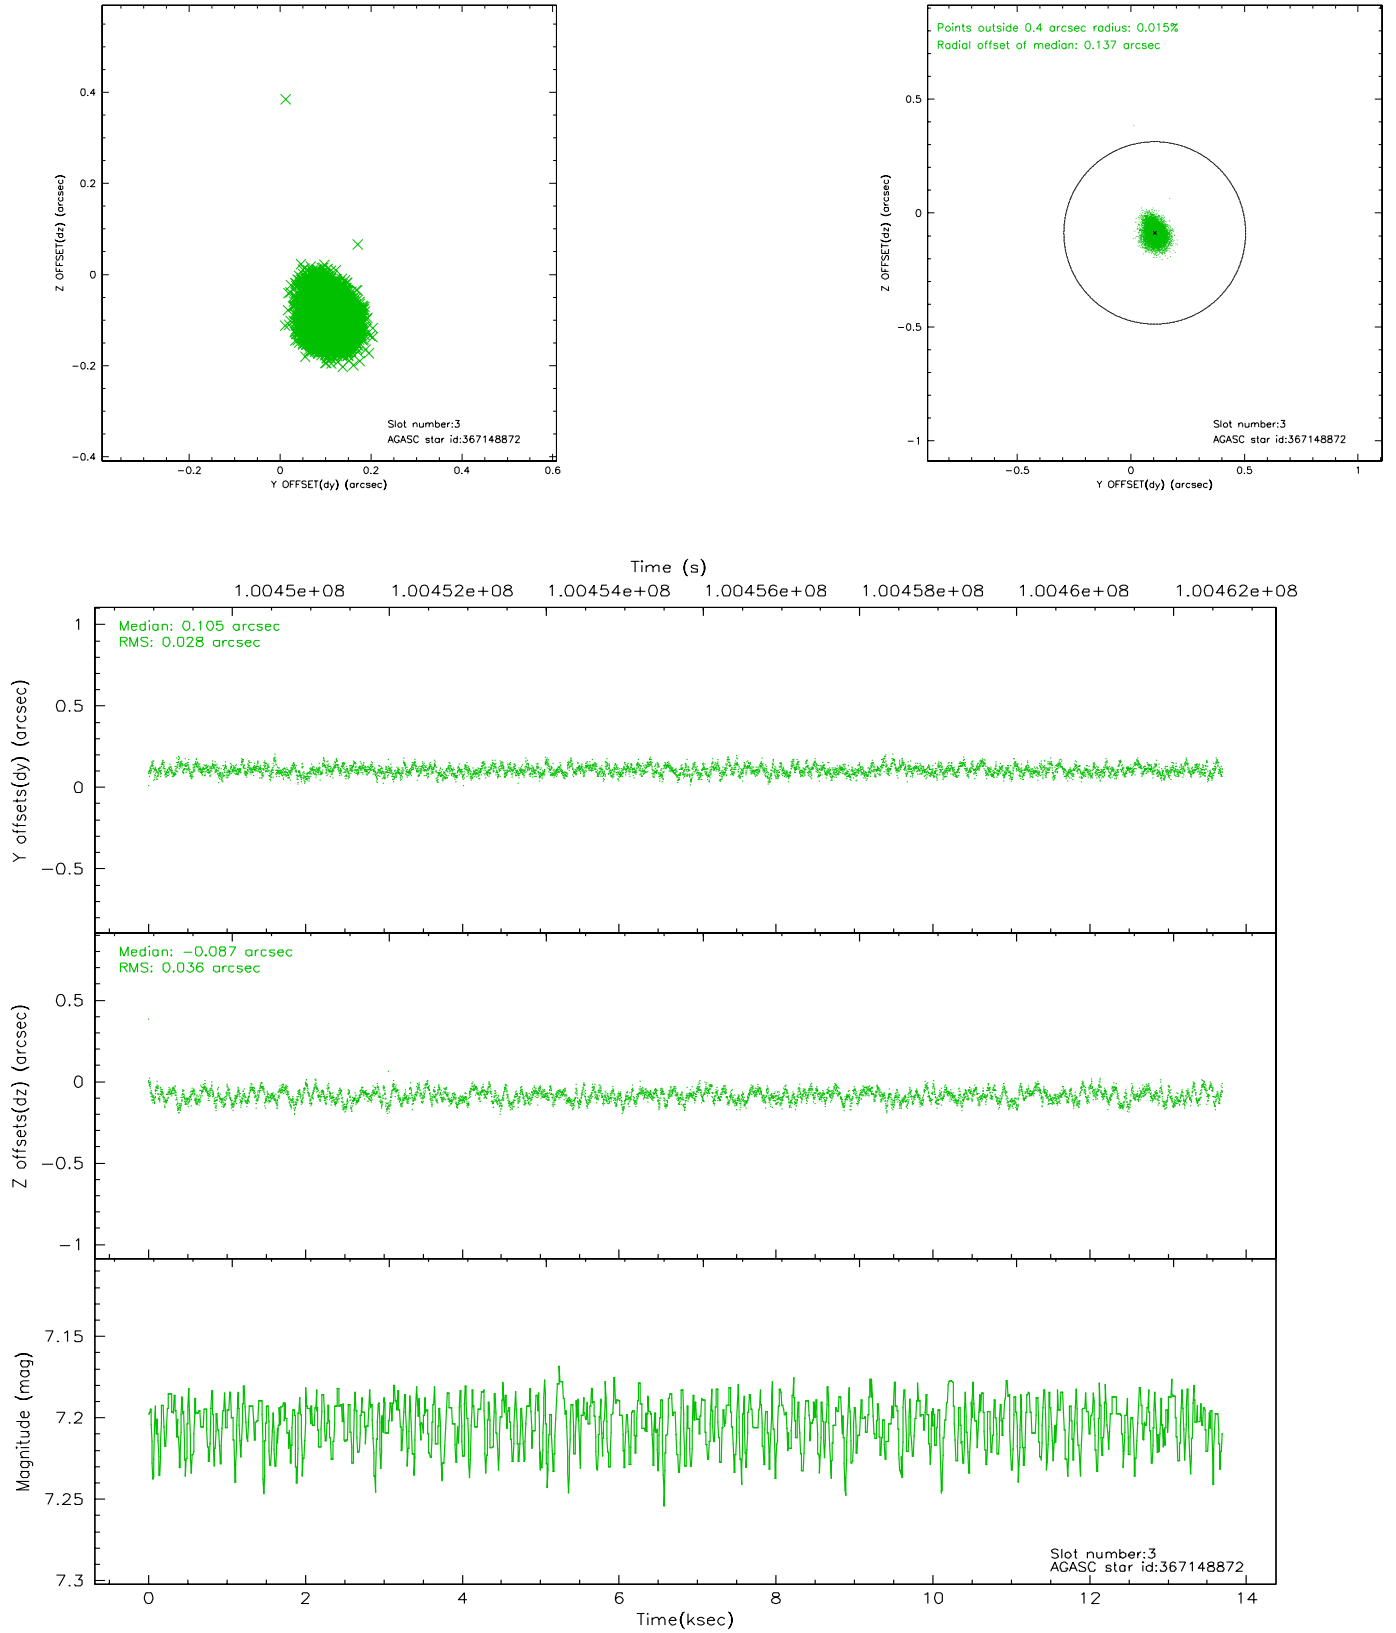 0.4
0.2
0
-0.2
-0.4
Z OFFSET(dz) (arcsec)
Slot number:3
AGASC star id:367148872
-0.2 0 0.2 0.4 0.6
Y OFFSET(dy) (arcsec)
Points outside 0.4 arcsec radius: 0.015%
Radial offset of median: 0.137 arcsec
0.5
0
-0.5
-1
Z OFFSET(dz) (arcsec)
Slot number:3
AGASC star id:367148872
-0.5 0 0.5 1
Y OFFSET(dy) (arcsec)
Time (s)
1.0045e+08 1.00452e+08 1.00454e+08 1.00456e+08 1.00458e+08 1.0046e+08 1.00462e+08
Median: 0.105 arcsec
RMS: 0.028 arcsec
1
0.5
0
-0.5
Y offsets(dy) (arcsec)
Median: -0.087 arcsec
RMS: 0.036 arcsec
0.5
0
-0.5
-1
Z offsets(dz) (arcsec)
7.15
7.2
7.25
7.3
Magnitude (mag)
Slot number:3
AGASC star id:367148872
0 2 4 6 8 10 12 14
Time(ksec)